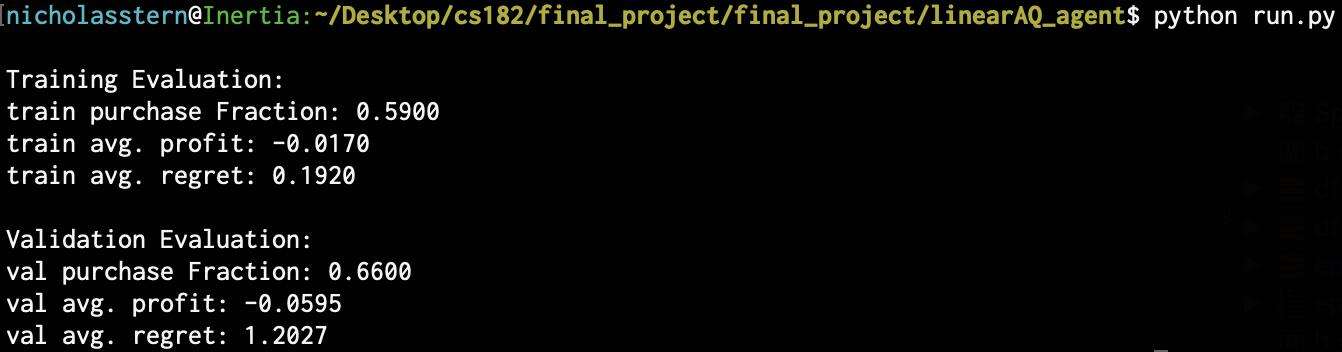 nicholasstern@Inertia:~/Desktop/cs182/final_project/final_project/linearAQ_agent$ python run.py
Training Evaluation:
train purchase Fraction: 0.5900
train avg. profit: -0.0170
train avg. regret: 0.1920
Validation Evaluation:
val purchase Fraction: 0.6600
val avg. profit: -0.0595
val avg. regret: 1.2027